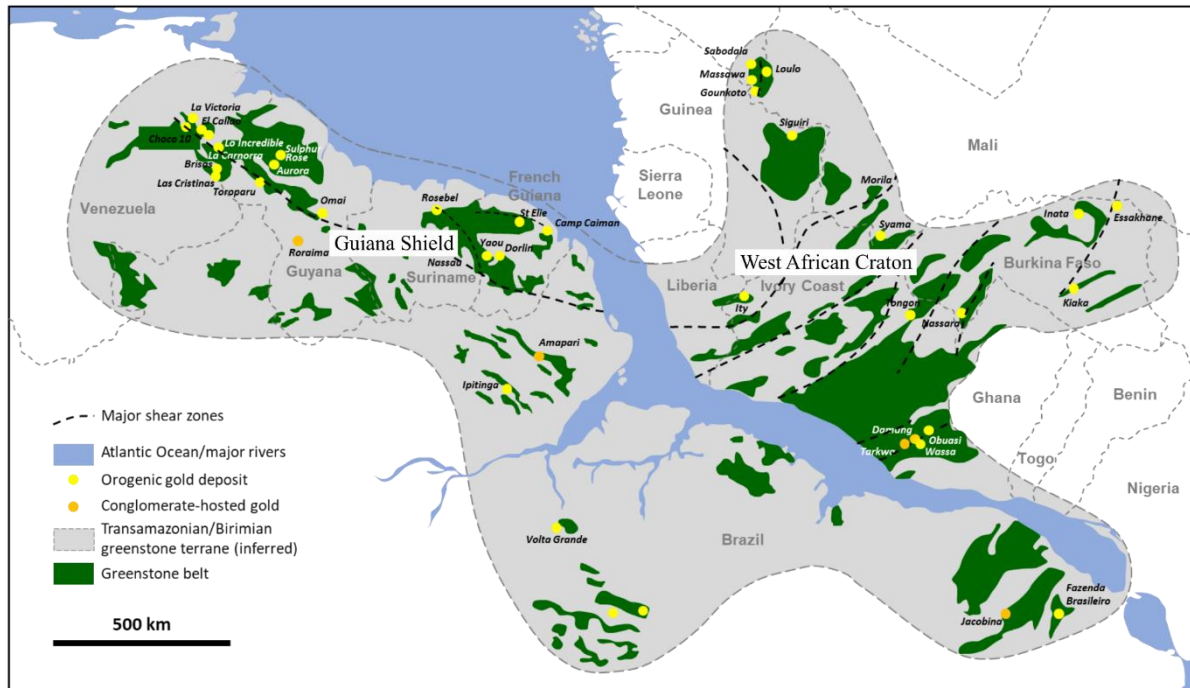 Sabodala
Massawa
Gounkoto
Loulo
Guinea
Siguiri
Mali
La Victoria
El Callao
Choco 10
Lo Incredible
La Camorra
Sulphur
Rose
Aurora
Brisas
Las Cristinas
Toroparu
Omai
Venezuela
Roraima
Guyana
Guiana Shield
Rosebel
French
Guiana
St Elie
Camp Caiman
Yaou
Dorlin
Nassau
Suriname
Sierra
Leone
Morila
Syama
Inata
Essakhane
West African Craton
Liberia
Ivory Coast
Burkina Faso
Ity
Tongon
Nassara
Kiaka
Amapari
Ipitinga
Ghana
Benin
Togo
Nigeria
Damang
Tarkwa
Obuasi
Wassa
Brazil
Volta Grande
Jacobina
Fazenda
Brasileiro
Major shear zones
Atlantic Ocean/major rivers
Orogenic gold deposit
Conglomerate-hosted gold
Transamazonian/Birimian
greenstone terrane (inferred)
Greenstone belt
500 km